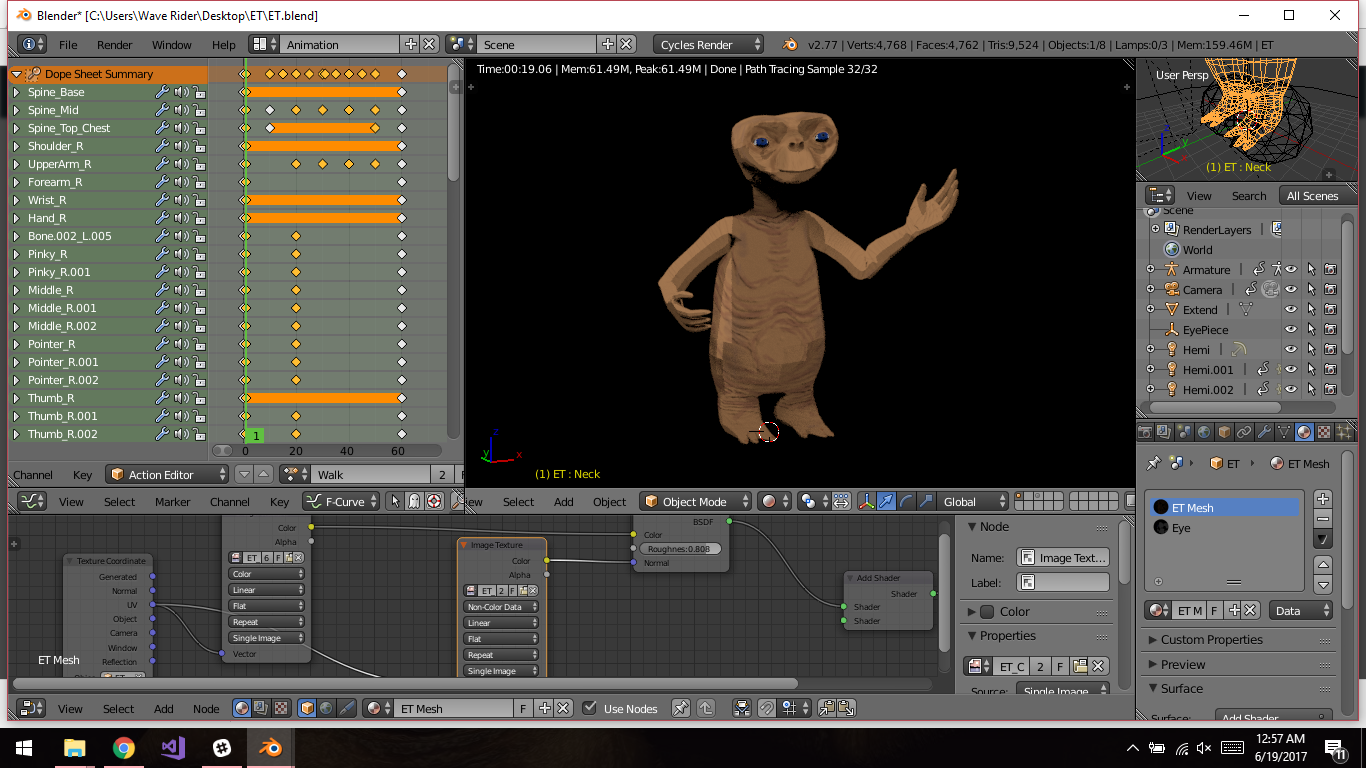 Blender* [C:\Users\Wave Rider\Desktop\ET\ET.blend]
File Render Window Help Animation Scene Cycles Render v2.77 | Verts:4,768 | Faces:4,762 | Tris:9,524 | Objects:1/8 | Lamps:0/3 | Mem:159.46M | ET
Dope Sheet Summary
Spine_Base
Spine_Mid
Spine_Top_Chest
Shoulder_R
UpperArm_R
Forearm_R
Wrist_R
Hand_R
Bone.002_L.005
Pinky_R
Pinky_R.001
Middle_R
Middle_R.001
Middle_R.002
Pointer_R
Pointer_R.001
Pointer_R.002
Thumb_R
Thumb_R.001
Thumb_R.002
1
0 20 40 60
Channel Key Action Editor Walk 2 F
View Select Marker Channel Key F-Curve
Time:00:19.06 | Mem:61.49M, Peak:61.49M | Done | Path Tracing Sample 32/32
z
y x
(1) ET : Neck
iew Select Add Object Object Mode Global
User Persp
z
y
(1) ET : Neck
View Search All Scenes
Scene
RenderLayers |
World
Armature |
Camera |
Extend |
EyePiece
Hemi |
Hemi.001 |
Hemi.002 |
ET ET Mesh
ET Mesh
Eye
ET M F Data
Custom Properties
Preview
Surface
Surface: Add Shader
Texture Coordinate
Generated
Normal
UV
Object
Camera
Window
Reflection
ET Mesh
Color
Alpha
ET 6 F
Color
Linear
Flat
Repeat
Single Image
Vector
Image Texture
Color
Alpha
ET 2 F
Non-Color Data
Linear
Flat
Repeat
Single Image
BSDF
Color
Roughnes:0.808
Normal
Add Shader
Shader
Shader
Shader
Node
Name: Image Text...
Label:
Color
Properties
ET_C 2 F
Source: Single Image
View Select Add Node ET Mesh F Use Nodes
12:57 AM
6/19/2017
11